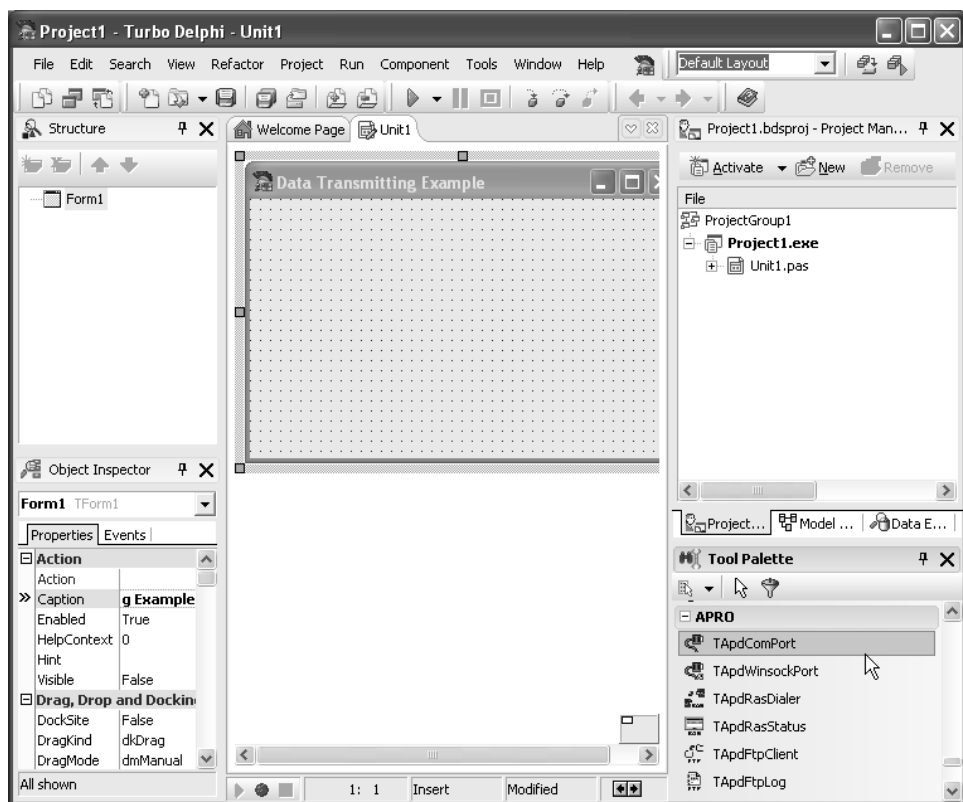 Project1 - Turbo Delphi - Unit1
File Edit Search View Refactor Project Run Component Tools Window Help
Default Layout
Structure
Form1
Object Inspector
Form1 TForm1
Properties Events
Action
Action
Caption g Example
Enabled True
HelpContext 0
Hint
Visible False
Drag, Drop and Dockin
DockSite False
DragKind dkDrag
DragMode dmManual
All shown
Welcome Page Unit1
Data Transmitting Example
1: 1 Insert Modified
Project1.bdsproj - Project Man...
Activate New Remove
File
ProjectGroup1
Project1.exe
Unit1.pas
Project... Model ... Data E...
Tool Palette
APRO
TApdComPort
TApdWinsockPort
TApdRasDialer
TApdRasStatus
TApdFtpClient
TApdFtpLog